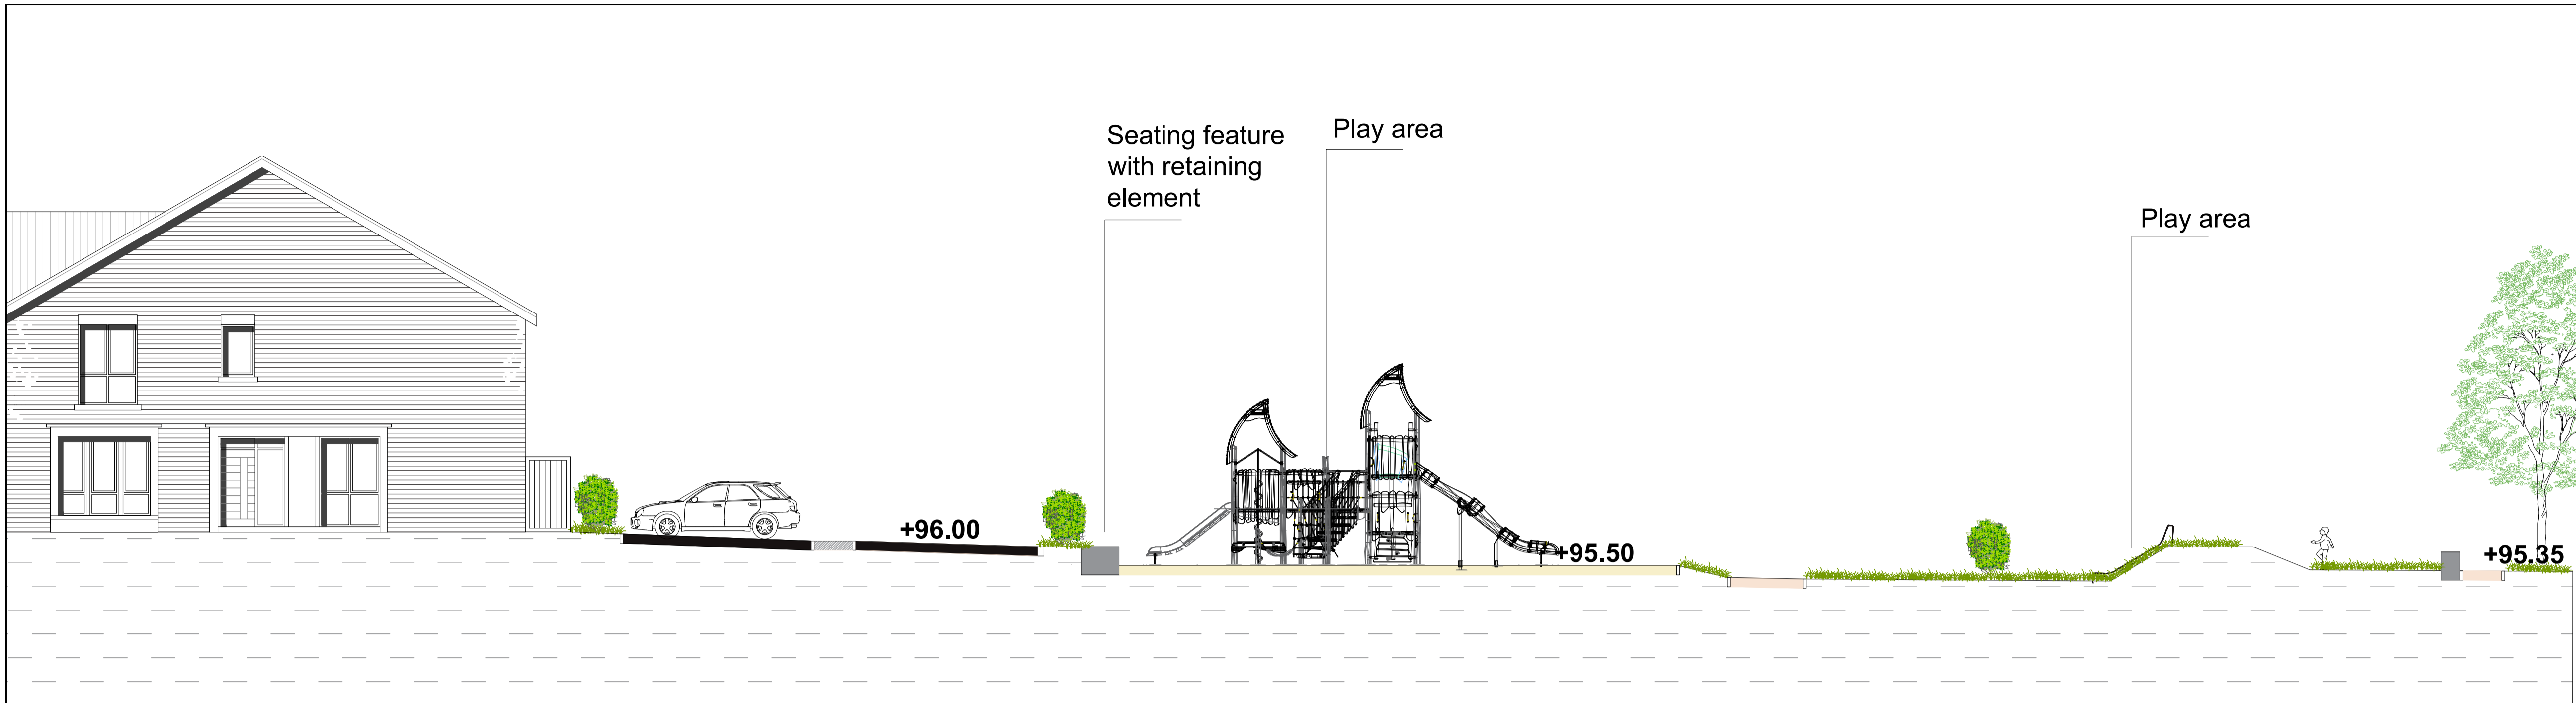 Seating feature
with retaining
element
Play area
Play area
+96.00
+95.50
+95.35